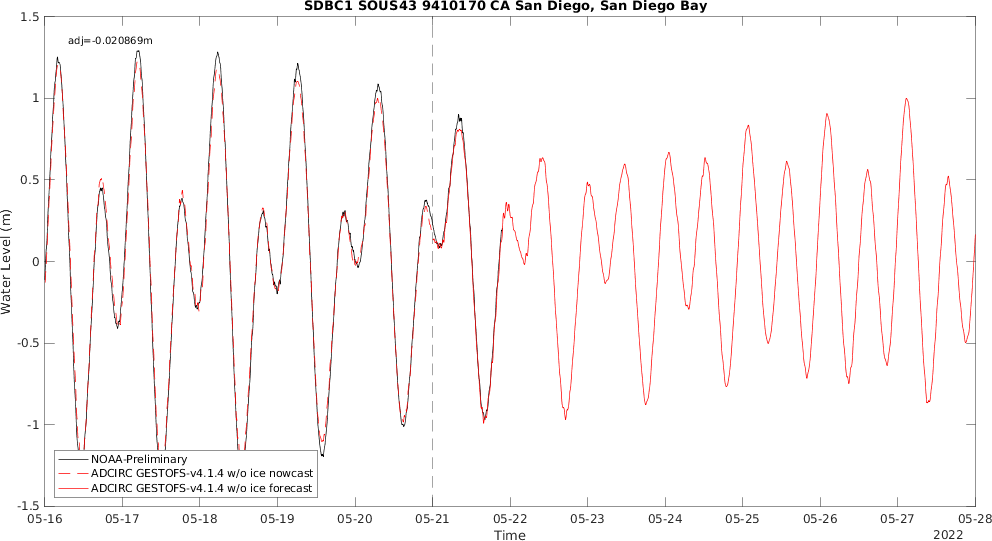 SDBC1 SOUS43 9410170 CA San Diego, San Diego Bay
1.5
adj=-0.020869m
1
0.5
0
-0.5
-1
-1.5
Water Level (m)
NOAA-Preliminary
ADCIRC GESTOFS-v4.1.4 w/o ice nowcast
ADCIRC GESTOFS-v4.1.4 w/o ice forecast
05-16 05-17 05-18 05-19 05-20 05-21 05-22 05-23 05-24 05-25 05-26 05-27 05-28
Time
2022